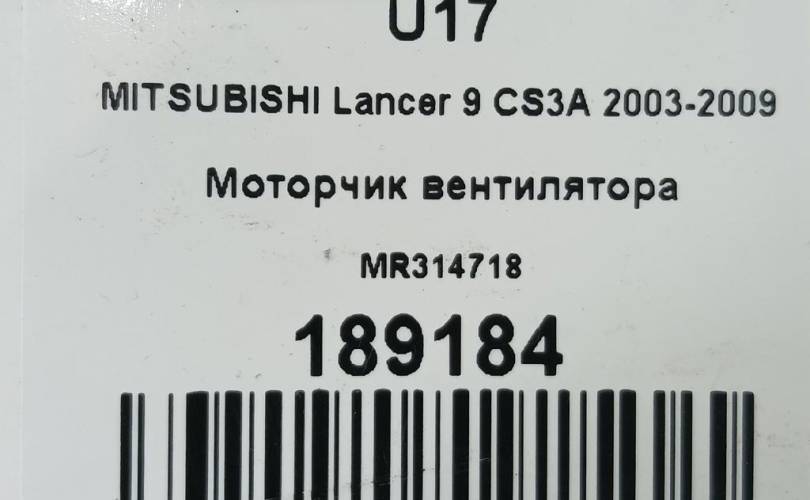 U17
MITSUBISHI Lancer 9 CS3A 2003-2009
Моторчик вентилятора
MR314718
189184